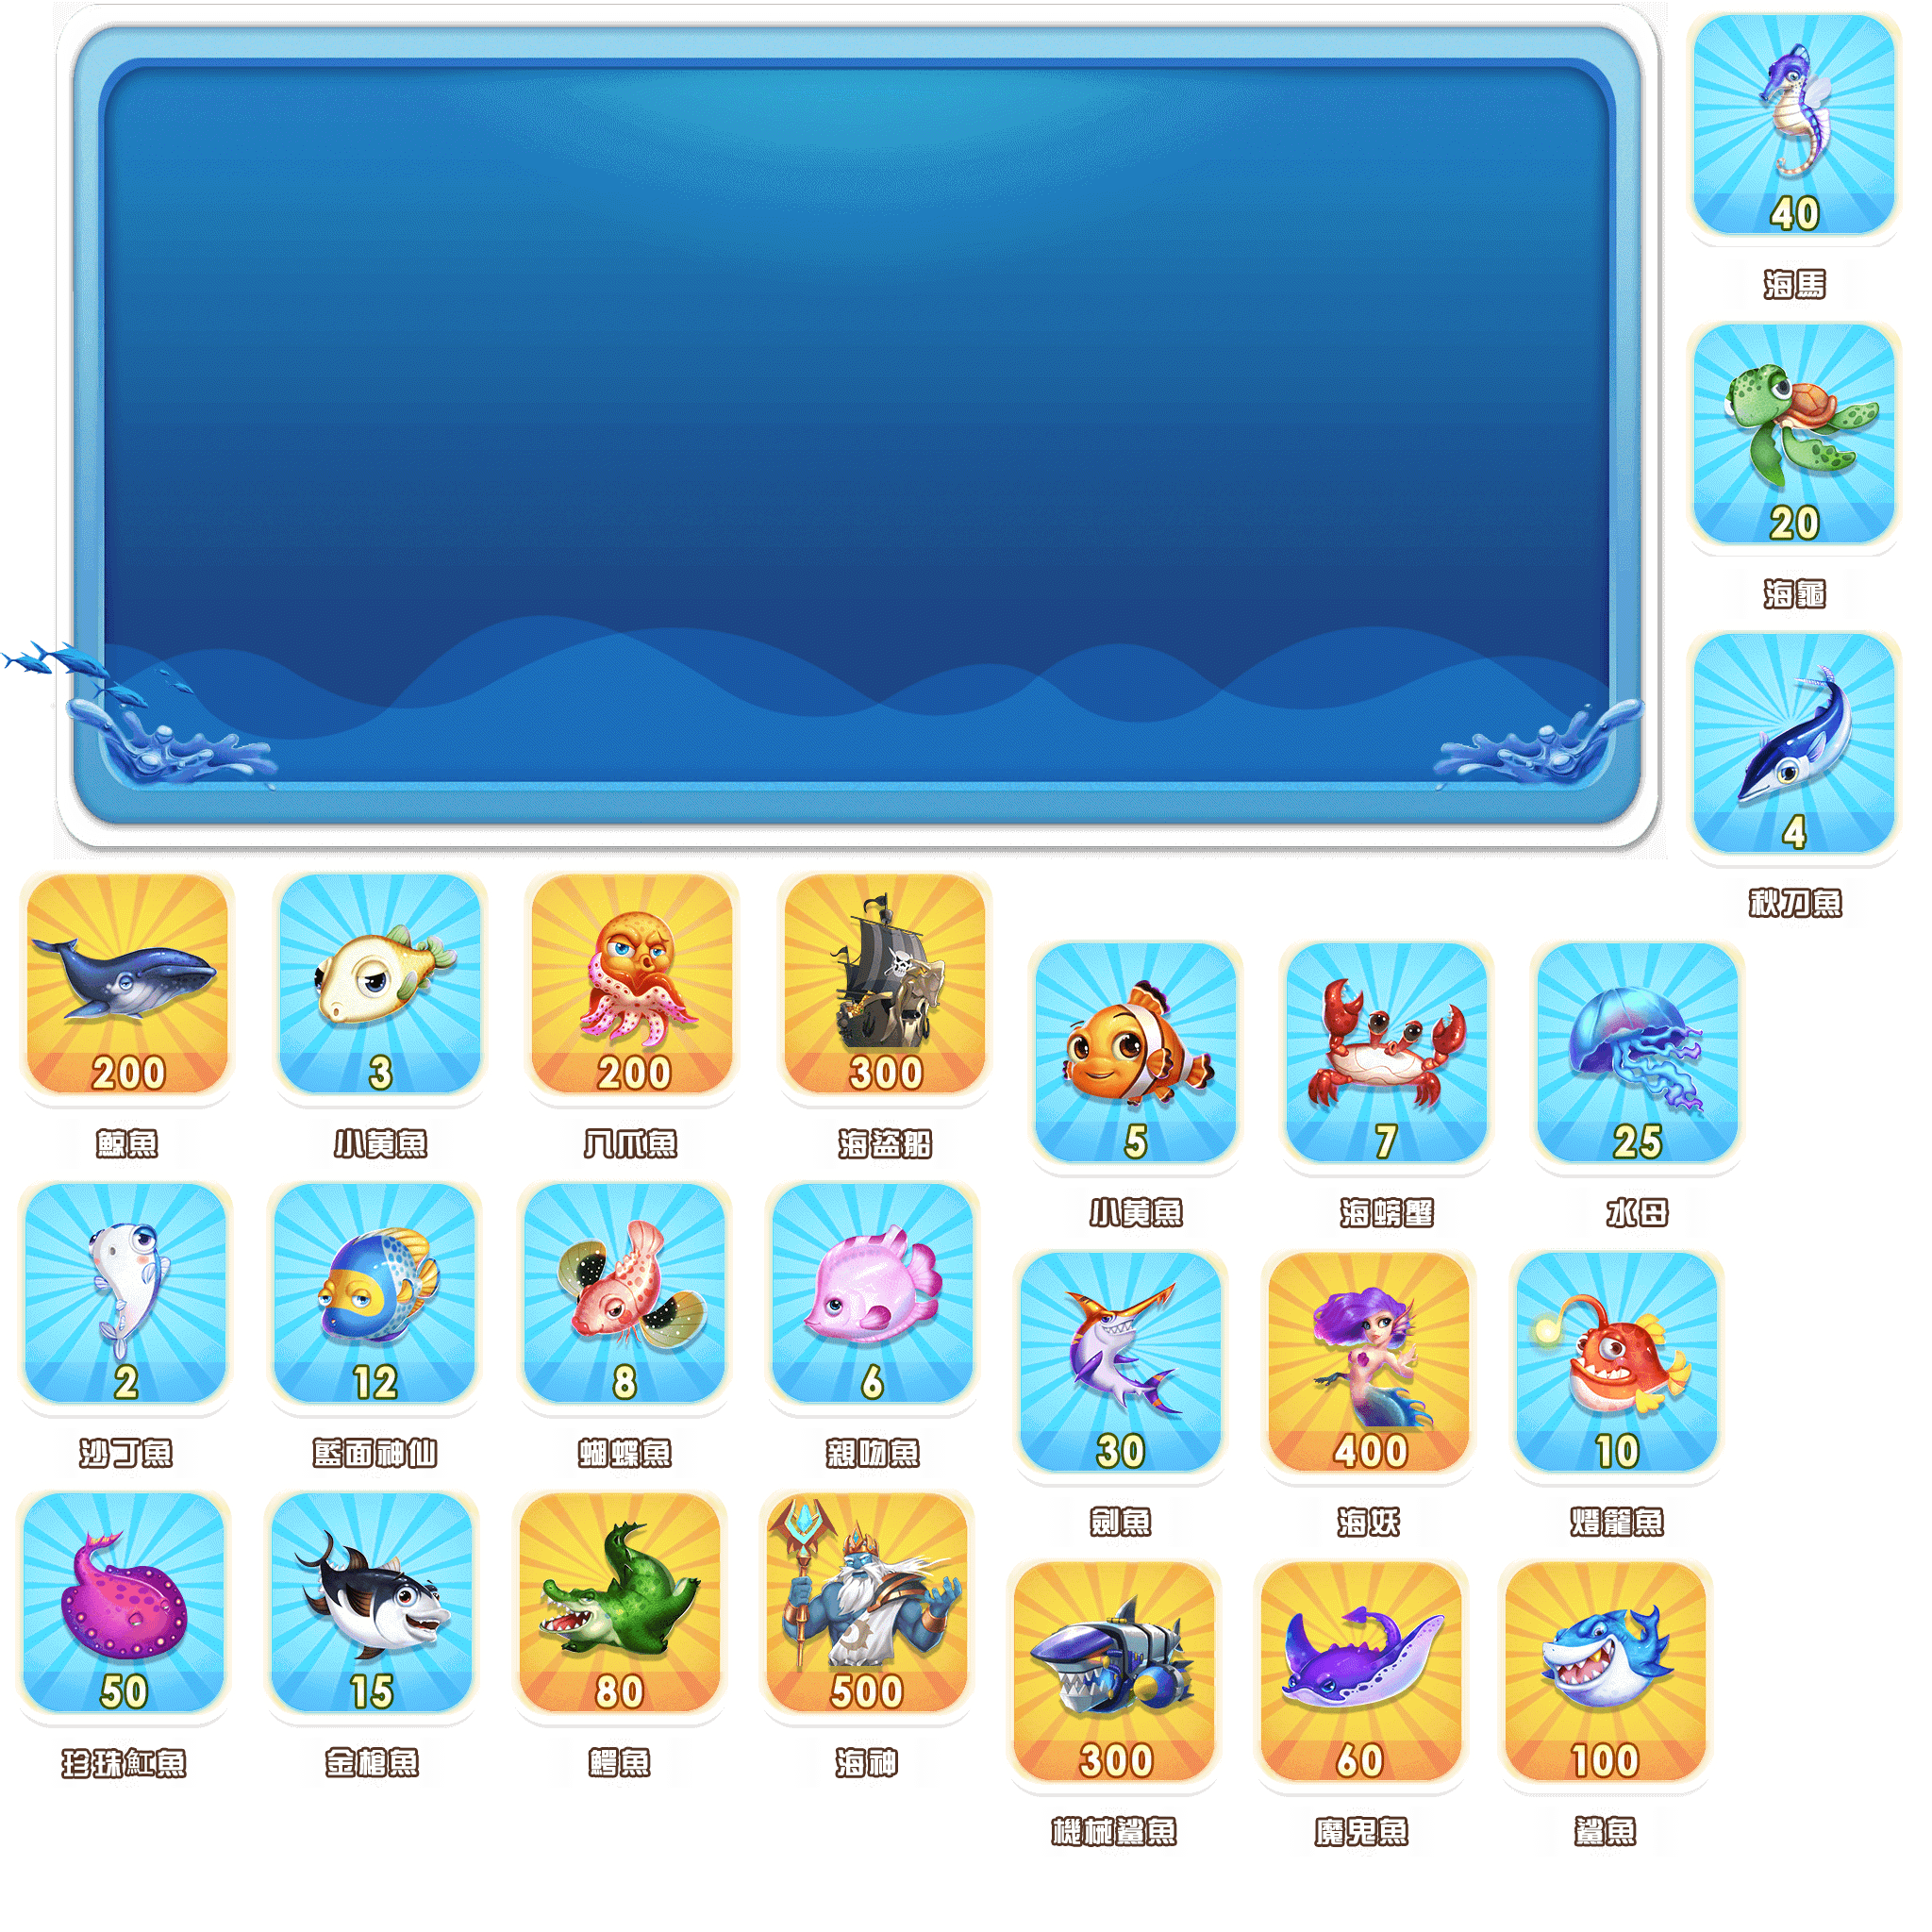 40
海馬
20
海龜
4
秋刀魚
200
鯨魚
3
小黃魚
200
八爪魚
300
海盜船
5
小黃魚
7
海螃蟹
25
水母
2
沙丁魚
12
藍面神仙
8
蝴蝶魚
6
親吻魚
30
劍魚
400
海妖
10
燈籠魚
50
珍珠魟魚
15
金槍魚
80
鱷魚
500
海神
300
機械鯊魚
60
魔鬼魚
100
鯊魚